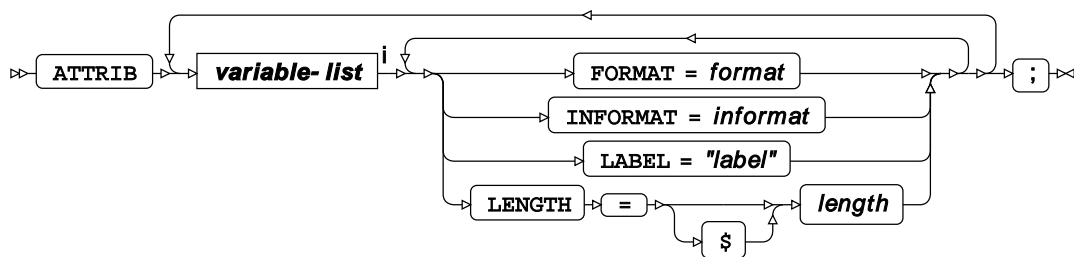 ATTRIB variable-list i FORMAT = format ;
INFORMAT = informat
LABEL = "label"
LENGTH = length
$